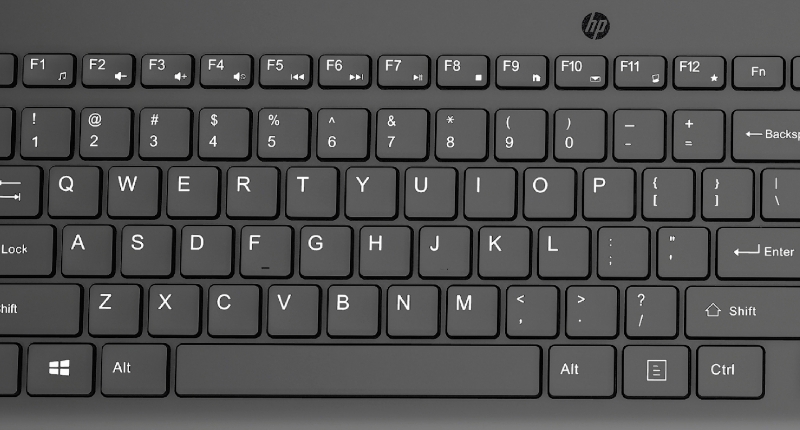 hp
F1 F2 F3 F4 F5 F6 F7 F8 F9 F10 F11 F12 Fn
! @ # $ % ^ & * ( ) — +
1 2 3 4 5 6 7 8 9 0 - = ← Backsp
Q W E R T Y U I O P { } |
[ ] \
Lock A S D F G H J K L : " Enter
; '
hift Z X C V B N M < > ? Shift
, . /
Alt Alt Ctrl